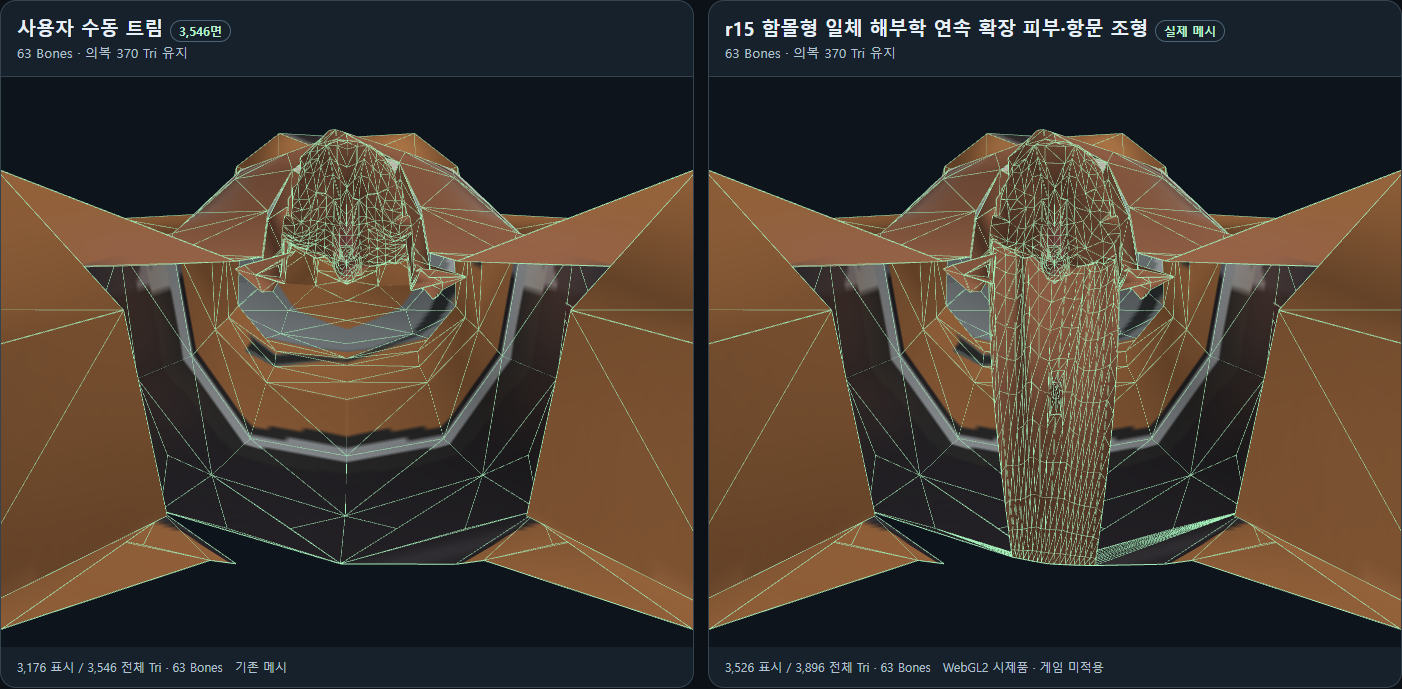 사용자 수동 트림 3,546면
63 Bones · 의복 370 Tri 유지
3,176 표시 / 3,546 전체 Tri · 63 Bones 기존 메시
r15 함몰형 일체 해부학 연속 확장 피부·항문 조형 실제 메시
63 Bones · 의복 370 Tri 유지
3,526 표시 / 3,896 전체 Tri · 63 Bones WebGL2 시제품 · 게임 미적용